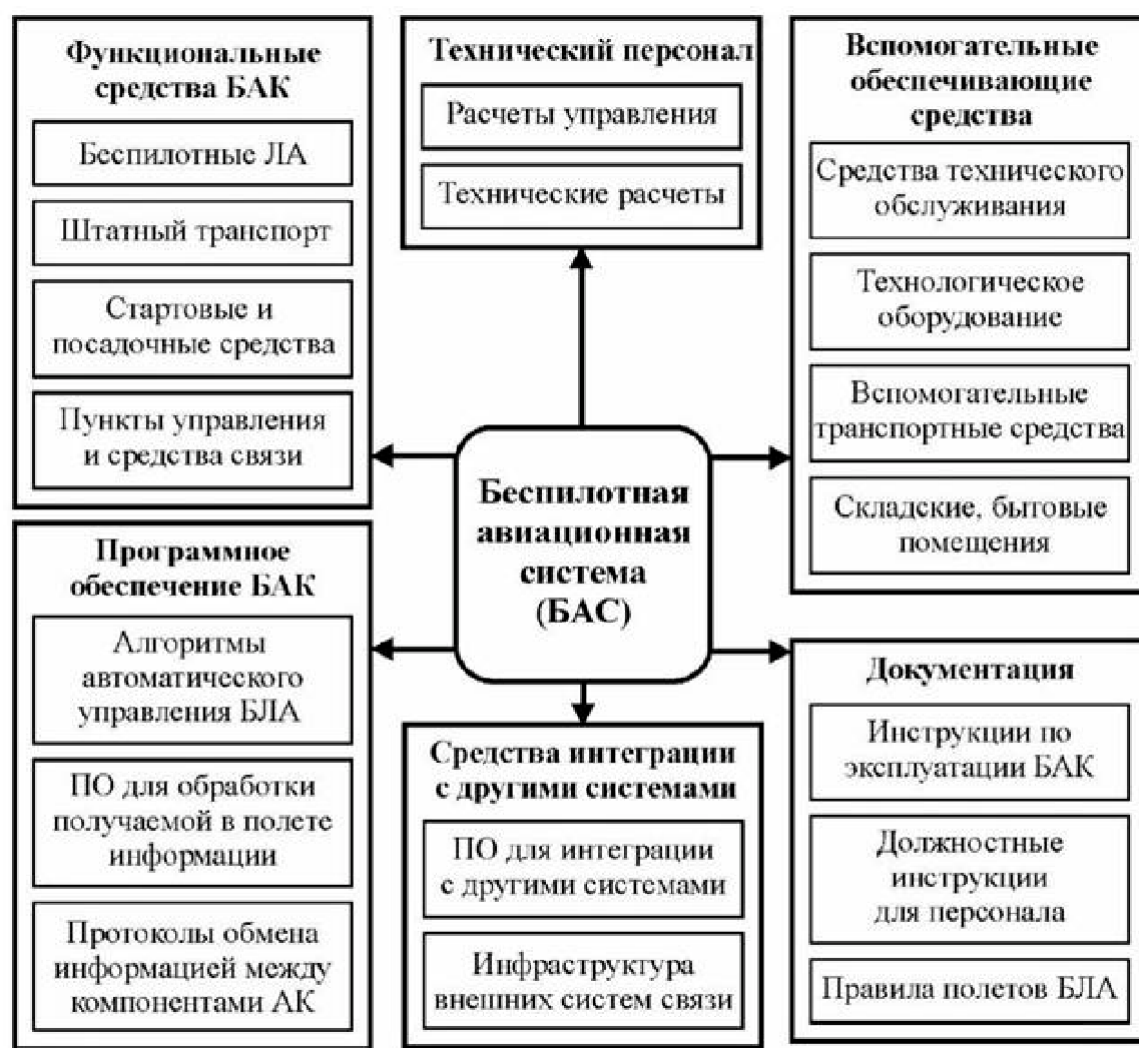 Функциональные
средства БАК
Беспилотные ЛА
Штатный транспорт
Стартовые и
посадочные средства
Пункты управления
и средства связи
Технический персонал
Расчеты управления
Технические расчеты
Вспомогательные
обеспечивающие
средства
Средства технического
обслуживания
Технологическое
оборудование
Вспомогательные
транспортные средства
Складские, бытовые
помещения
Беспилотная
авиационная
система
(БАС)
Программное
обеспечение БАК
Алгоритмы
автоматического
управления БЛА
ПО для обработки
получаемой в полете
информации
Протоколы обмена
информацией между
компонентами АК
Средства интеграции
с другими системами
ПО для интеграции
с другими системами
Инфраструктура
внешних систем связи
Документация
Инструкции по
эксплуатации БАК
Должностные
инструкции
для персонала
Правила полетов БЛА